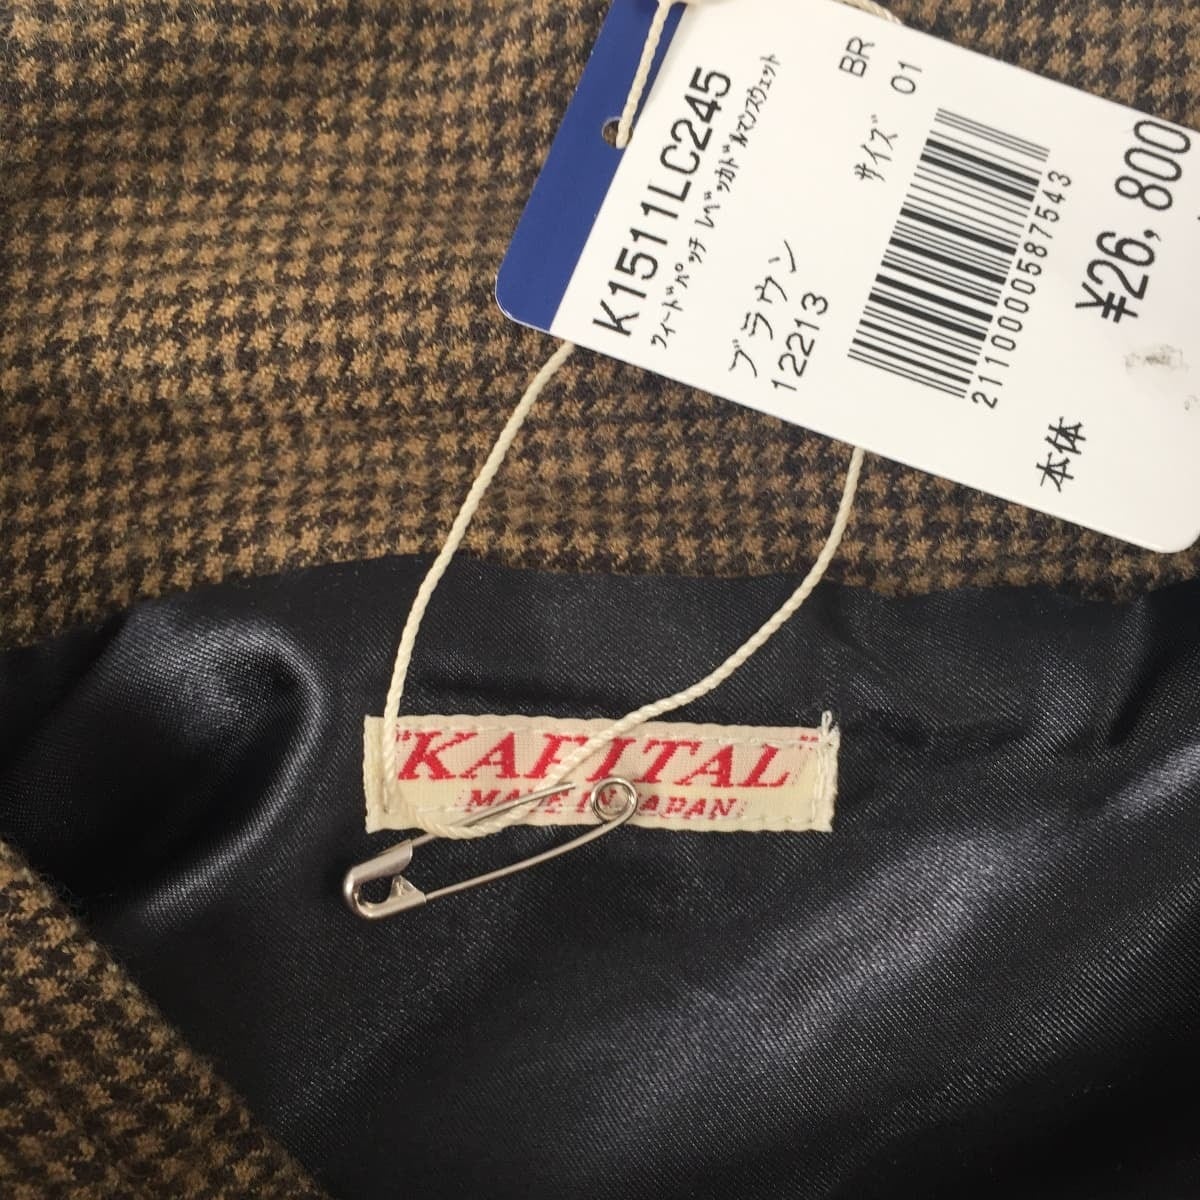 K1511LC245
ツィードパッチ レベッカドルマンスウェット
ブラウン
BR
12213
サイズ
01
2110000587543
本体
¥26,800
"KAPITAL"
MADE IN JAPAN